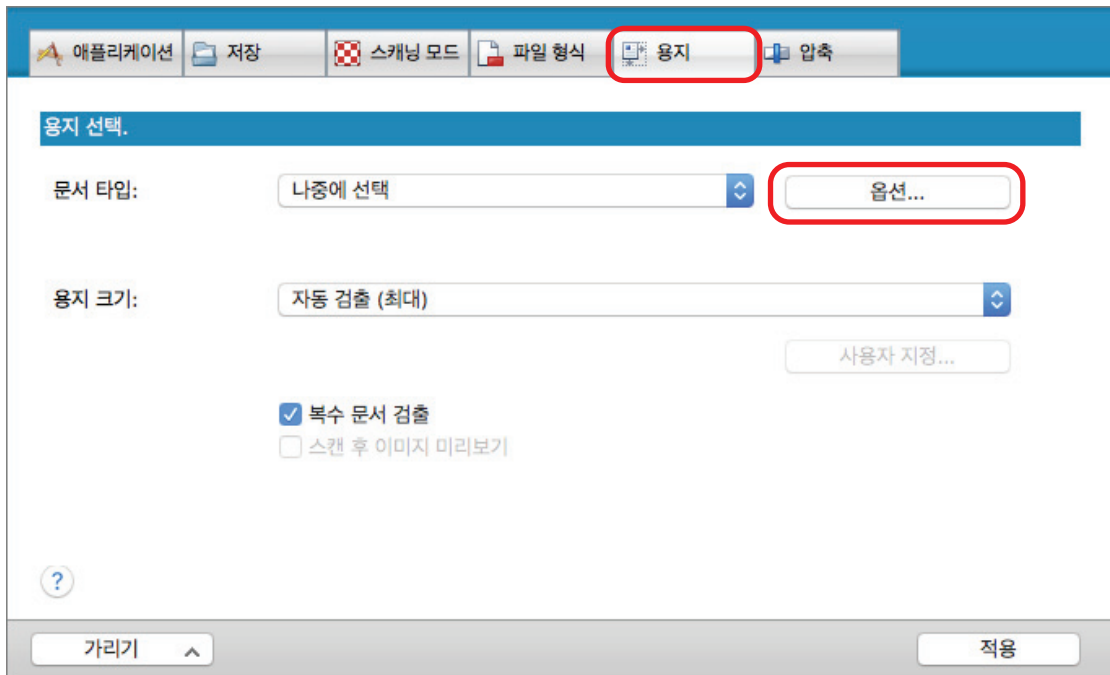 애플리케이션 저장 스캐닝 모드 파일 형식 용지 압축
용지 선택.
문서 타입: 나중에 선택 옵션...
용지 크기: 자동 검출 (최대)
사용자 지정...
복수 문서 검출
스캔 후 이미지 미리보기
?
가리기 적용